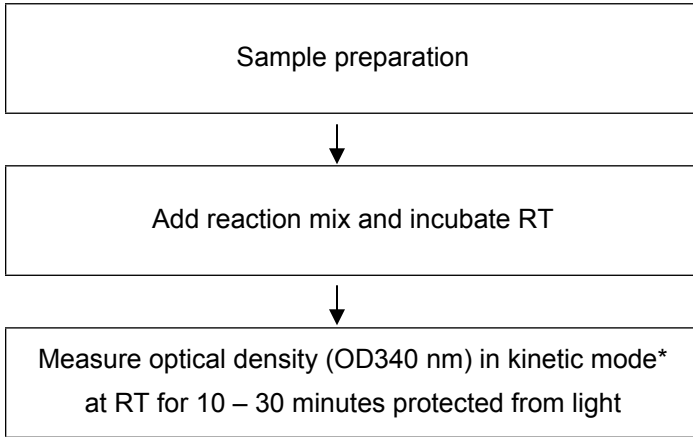 Sample preparation
Add reaction mix and incubate RT
Measure optical density (OD340 nm) in kinetic mode*
at RT for 10 – 30 minutes protected from light